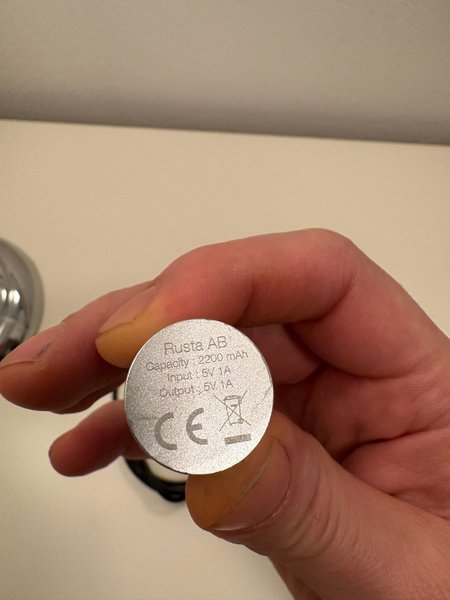 Rusta AB
Capacity : 2200 mAh
Input : 5V 1A
Output : 5V 1A
CE